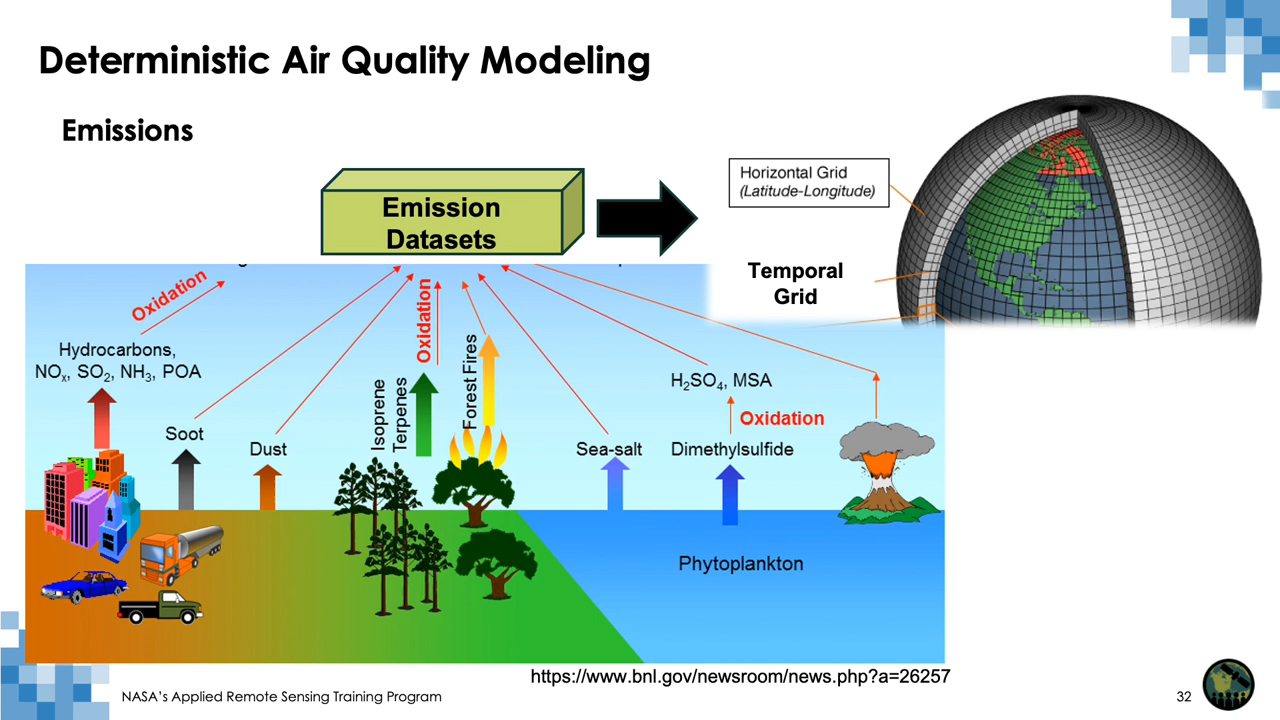 Deterministic Air Quality Modeling
Emissions
Emission
Datasets
Horizontal Grid
(Latitude-Longitude)
Temporal
Grid
Oxidation
Hydrocarbons,
NOx, SO2, NH3, POA
Soot
Dust
Isoprene
Terpenes
Oxidation
Forest Fires
Sea-salt
H2SO4, MSA
Oxidation
Dimethylsulfide
Phytoplankton
https://www.bnl.gov/newsroom/news.php?a=26257
NASA's Applied Remote Sensing Training Program
32